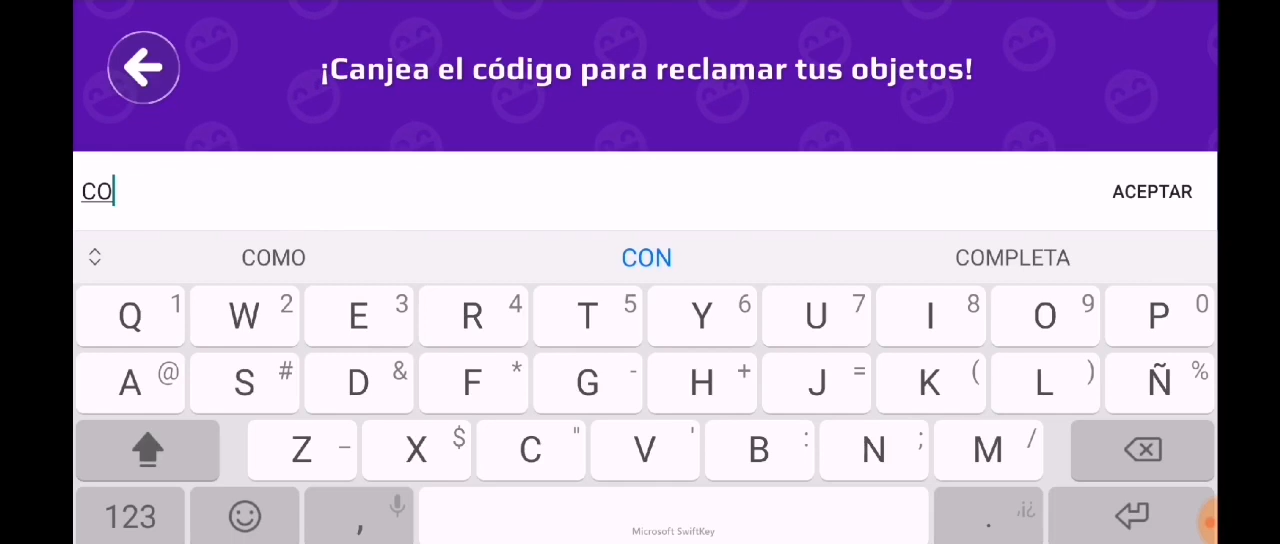 ¡Canjea el código para reclamar tus objetos!
CO
ACEPTAR
COMO CON COMPLETA
Q 1 W 2 E 3 R 4 T 5 Y 6 U 7 I 8 O 9 P 0
A @ S # D & F * G - H + J = K ( L ) Ñ %
Z _ X $ C " V ' B : N ; M /
123 , Microsoft SwiftKey . ,¡¿